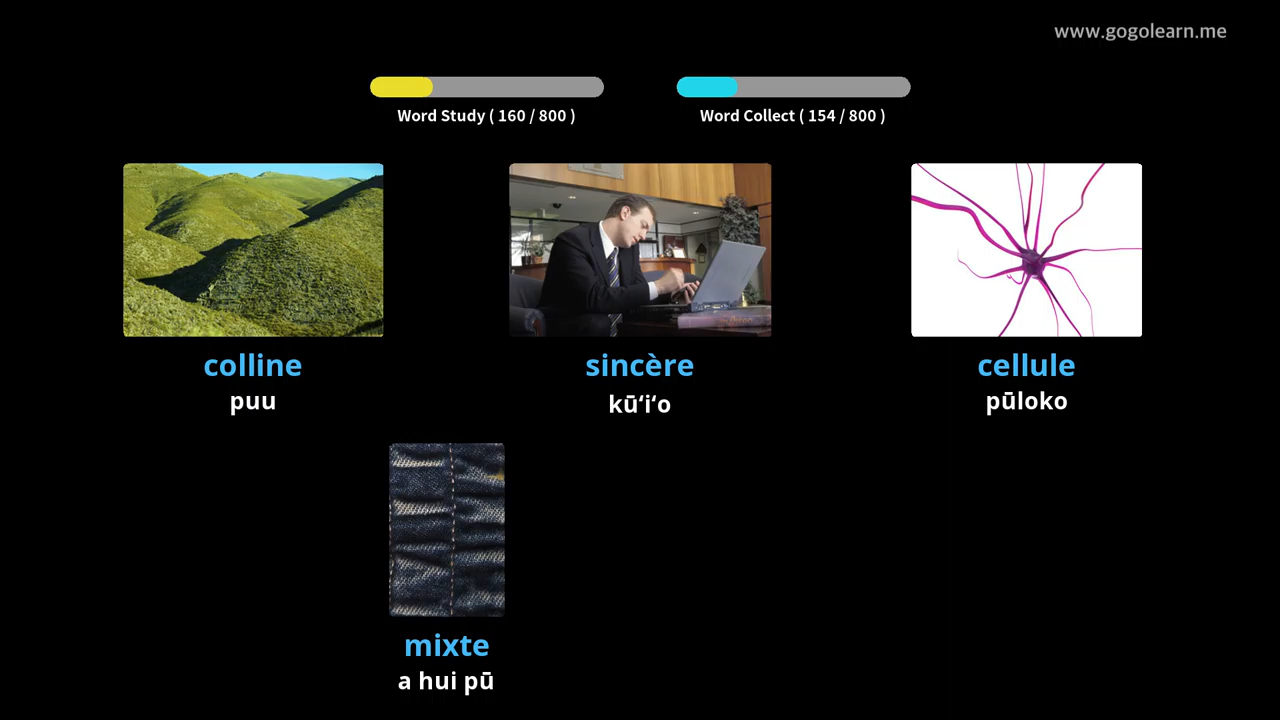 www.gogolearn.me
Word Study ( 160 / 800 )
Word Collect ( 154 / 800 )
colline
puu
sincère
kūʻiʻo
cellule
pūloko
mixte
a hui pū